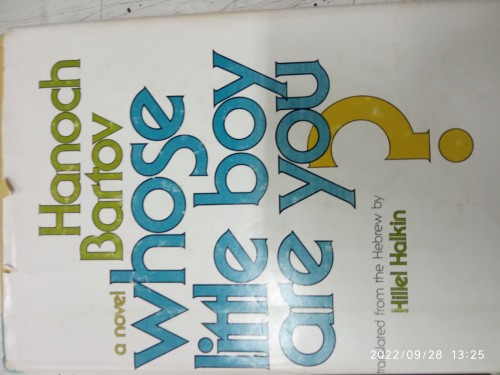 Hanoch
Bartov
a novel
whose
little boy
are you
?
translated from the Hebrew by
Hillel Halkin
2022/09/28 13:25